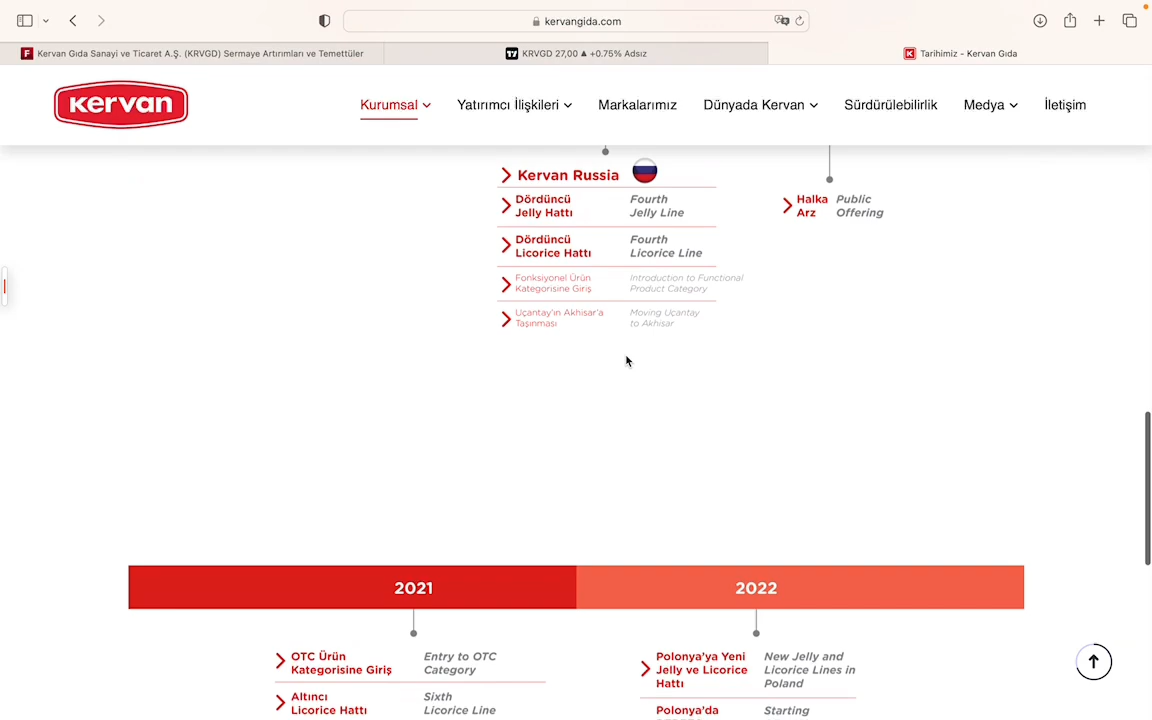 kervangida.com
Kervan Gıda Sanayi ve Ticaret A.Ş. (KRVGD) Sermaye Artırımları ve Temettüler
KRVGD 27,00 ▲ +0.75% Adsız
Tarihimiz - Kervan Gıda
Kervan
Kurumsal
Yatırımcı İlişkileri
Markalarımız
Dünyada Kervan
Sürdürülebilirlik
Medya
İletişim
Kervan Russia
Dördüncü
Jelly Hattı
Fourth
Jelly Line
Halka
Arz
Public
Offering
Dördüncü
Licorice Hattı
Fourth
Licorice Line
Fonksiyonel Ürün
Kategorisine Giriş
Introduction to Functional
Product Category
Uçantay'ın Akhisar'a
Taşınması
Moving Uçantay
to Akhisar
2021
2022
OTC Ürün
Kategorisine Giriş
Entry to OTC
Category
Polonya'ya Yeni
Jelly ve Licorice
Hattı
New Jelly and
Licorice Lines in
Poland
Altıncı
Licorice Hattı
Sixth
Licorice Line
Polonya'da
Starting